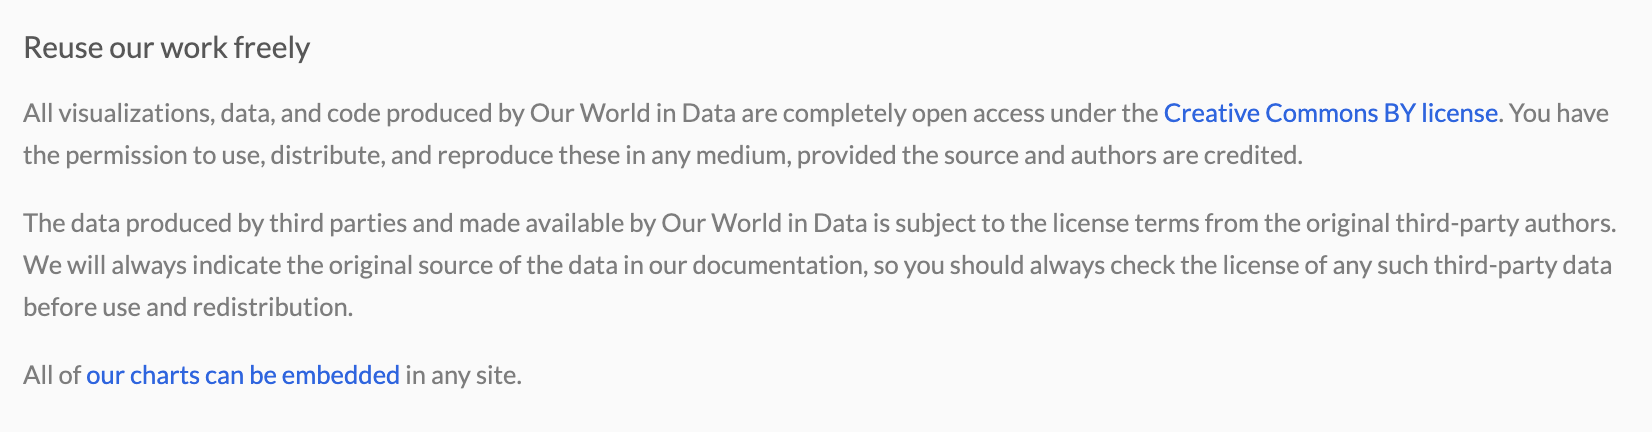 Reuse our work freely
All visualizations, data, and code produced by Our World in Data are completely open access under the Creative Commons BY license. You have
the permission to use, distribute, and reproduce these in any medium, provided the source and authors are credited.
The data produced by third parties and made available by Our World in Data is subject to the license terms from the original third-party authors.
We will always indicate the original source of the data in our documentation, so you should always check the license of any such third-party data
before use and redistribution.
All of our charts can be embedded in any site.